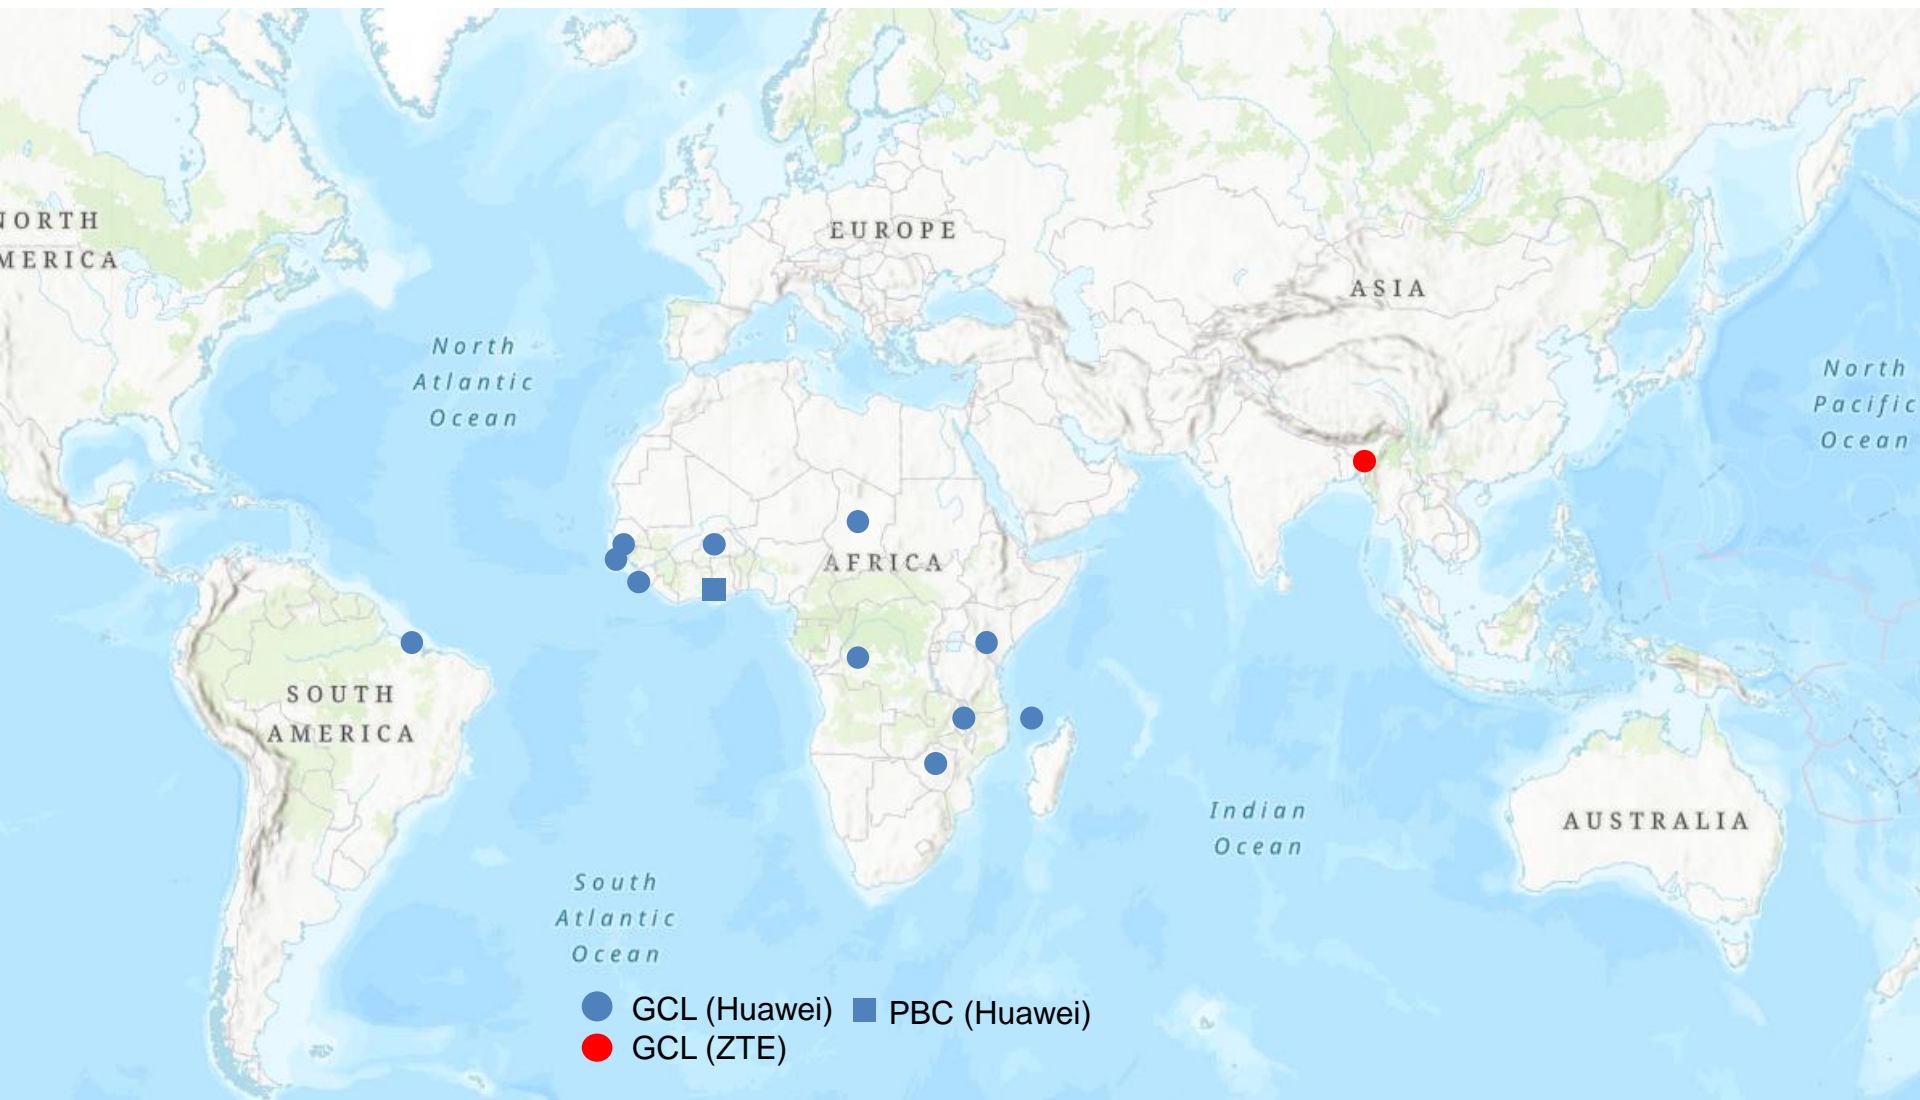 NORTH
AMERICA
EUROPE
ASIA
North
Atlantic
Ocean
North
Pacific
Ocean
AFRICA
SOUTH
AMERICA
Indian
Ocean
AUSTRALIA
South
Atlantic
Ocean
GCL (Huawei)
PBC (Huawei)
GCL (ZTE)